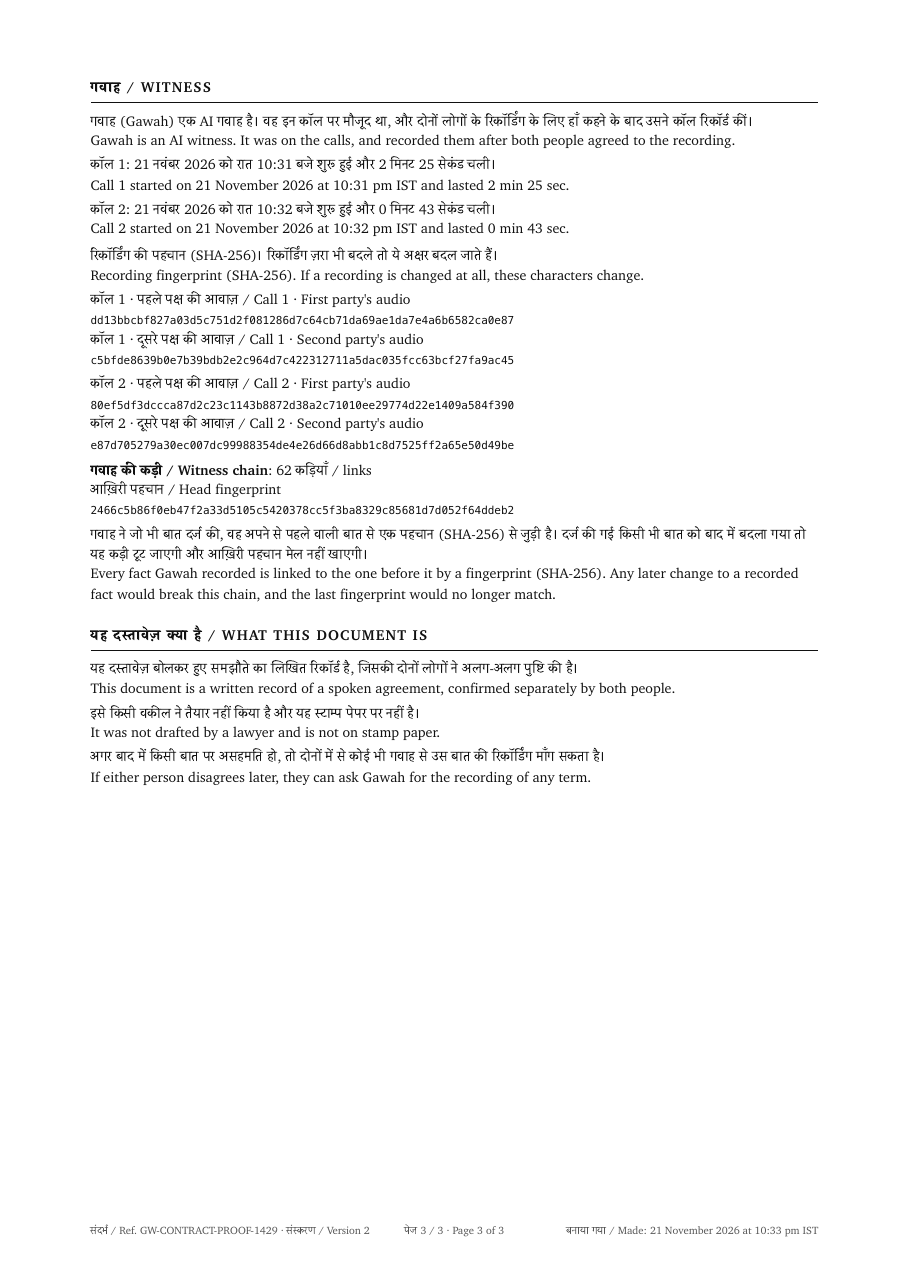 गवाह / WITNESS
गवाह (Gawah) एक AI गवाह है। वह इन कॉल पर मौजूद था, और दोनों लोगों के रिकॉर्डिंग के लिए हाँ कहने के बाद उसने कॉल रिकॉर्ड कीं।
Gawah is an AI witness. It was on the calls, and recorded them after both people agreed to the recording.
कॉल 1: 21 नवंबर 2026 को रात 10:31 बजे शुरू हुई और 2 मिनट 25 सेकंड चली।
Call 1 started on 21 November 2026 at 10:31 pm IST and lasted 2 min 25 sec.
कॉल 2: 21 नवंबर 2026 को रात 10:32 बजे शुरू हुई और 0 मिनट 43 सेकंड चली।
Call 2 started on 21 November 2026 at 10:32 pm IST and lasted 0 min 43 sec.
रिकॉर्डिंग की पहचान (SHA-256)। रिकॉर्डिंग ज़रा भी बदले तो ये अक्षर बदल जाते हैं।
Recording fingerprint (SHA-256). If a recording is changed at all, these characters change.
कॉल 1 · पहले पक्ष की आवाज़ / Call 1 · First party's audio
dd13bbcbf827a03d5c751d2f081286d7c64cb71da69ae1da7e4a6b6582ca0e87
कॉल 1 · दूसरे पक्ष की आवाज़ / Call 1 · Second party's audio
c5bfde8639b0e7b39bdb2e2c964d7c422312711a5dac035fcc63bcf27fa9ac45
कॉल 2 · पहले पक्ष की आवाज़ / Call 2 · First party's audio
80ef5df3dccca87d2c23c1143b8872d38a2c71010ee29774d22e1409a584f390
कॉल 2 · दूसरे पक्ष की आवाज़ / Call 2 · Second party's audio
e87d705279a30ec007dc99988354de4e26d66d8abb1c8d7525ff2a65e50d49be
गवाह की कड़ी / Witness chain: 62 कड़ियाँ / links
आख़िरी पहचान / Head fingerprint
2466c5b86f0eb47f2a33d5105c5420378cc5f3ba8329c85681d7d052f64ddeb2
गवाह ने जो भी बात दर्ज की, वह अपने से पहले वाली बात से एक पहचान (SHA-256) से जुड़ी है। दर्ज की गई किसी भी बात को बाद में बदला गया तो
यह कड़ी टूट जाएगी और आख़िरी पहचान मेल नहीं खाएगी।
Every fact Gawah recorded is linked to the one before it by a fingerprint (SHA-256). Any later change to a recorded
fact would break this chain, and the last fingerprint would no longer match.
यह दस्तावेज़ क्या है / WHAT THIS DOCUMENT IS
यह दस्तावेज़ बोलकर हुए समझौते का लिखित रिकॉर्ड है, जिसकी दोनों लोगों ने अलग-अलग पुष्टि की है।
This document is a written record of a spoken agreement, confirmed separately by both people.
इसे किसी वकील ने तैयार नहीं किया है और यह स्टाम्प पेपर पर नहीं है।
It was not drafted by a lawyer and is not on stamp paper.
अगर बाद में किसी बात पर असहमति हो, तो दोनों में से कोई भी गवाह से उस बात की रिकॉर्डिंग माँग सकता है।
If either person disagrees later, they can ask Gawah for the recording of any term.
संदर्भ / Ref. GW-CONTRACT-PROOF-1429 · संस्करण / Version 2 पेज 3 / 3 · Page 3 of 3 बनाया गया / Made: 21 November 2026 at 10:33 pm IST